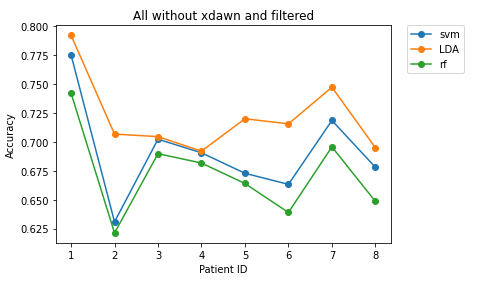 All without xdawn and filtered
0.800
0.775
0.750
0.725
0.700
0.675
0.650
0.625
Accuracy
1 2 3 4 5 6 7 8
Patient ID
svm
LDA
rf